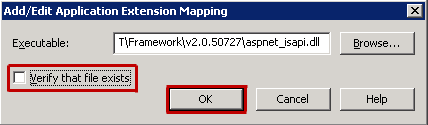 Add/Edit Application Extension Mapping
Executable: T\Framework\v2.0.50727\aspnet_isapi.dll Browse...
Verify that file exists
OK Cancel Help